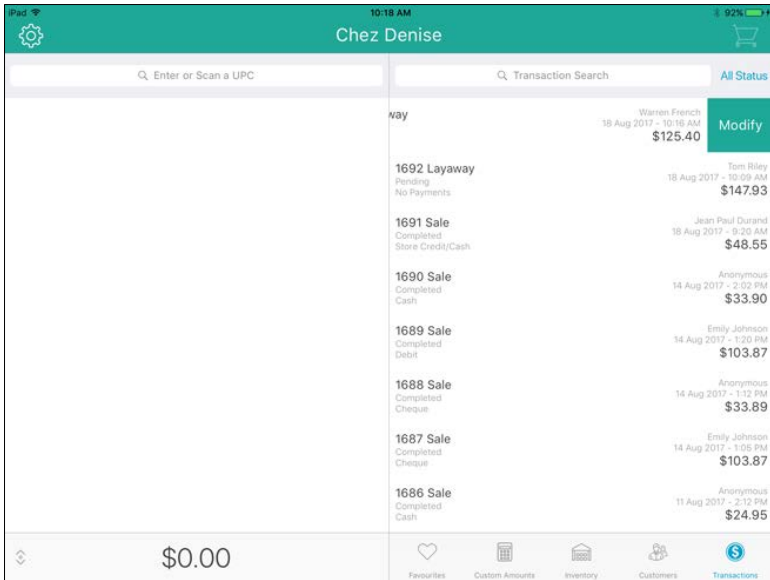 iPad 10:18 AM 92%
Chez Denise
Enter or Scan a UPC
Transaction Search All Status
way
Warren French
18 Aug 2017 - 10:16 AM
$125.40
Modify
1692 Layaway
Pending
No Payments
Tom Riley
18 Aug 2017 - 10:09 AM
$147.93
1691 Sale
Completed
Store Credit/Cash
Jean Paul Durand
18 Aug 2017 - 9:20 AM
$48.55
1690 Sale
Completed
Cash
Anonymous
14 Aug 2017 - 2:02 PM
$33.90
1689 Sale
Completed
Debit
Emily Johnson
14 Aug 2017 - 1:20 PM
$103.87
1688 Sale
Completed
Cheque
Anonymous
14 Aug 2017 - 1:12 PM
$33.89
1687 Sale
Completed
Cheque
Emily Johnson
14 Aug 2017 - 1:05 PM
$103.87
1686 Sale
Completed
Cash
Anonymous
11 Aug 2017 - 2:12 PM
$24.95
$0.00
Favourites Custom Amounts Inventory Customers Transactions